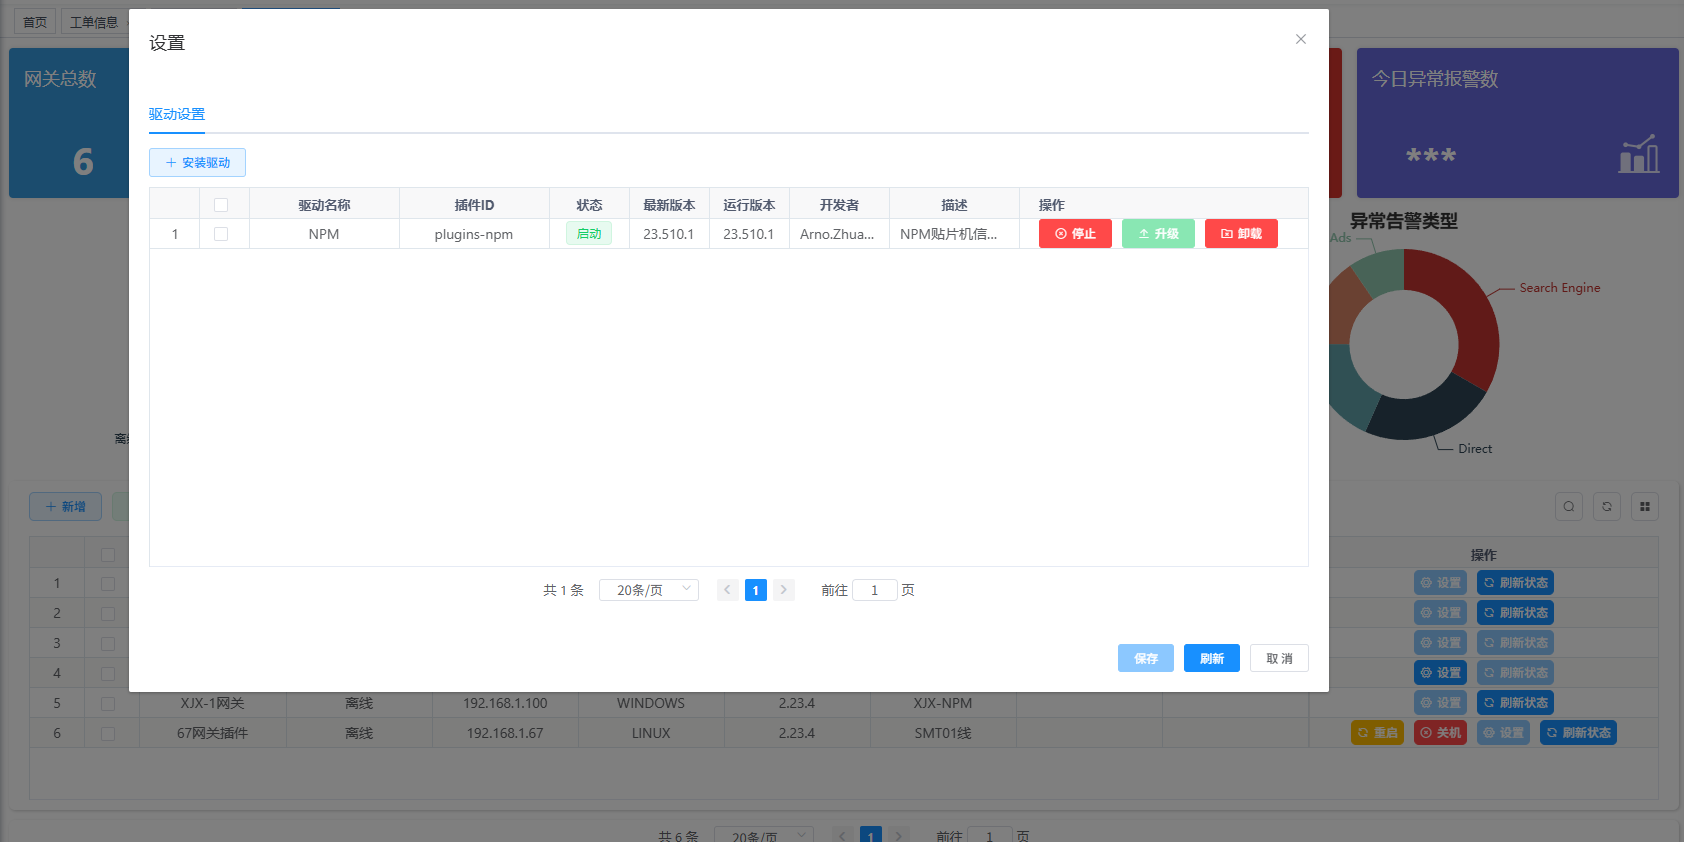 首页
工单信息
网关总数
6
今日异常报警数
***
设置
驱动设置
安装驱动
驱动名称 插件ID 状态 最新版本 运行版本 开发者 描述 操作
1 NPM plugins-npm 启动 23.510.1 23.510.1 Arno.Zhua... NPM贴片机信... 停止 升级 卸载
共 1 条 20条/页 1 前往 1 页
保存 刷新 取 消
异常告警类型
Ads
Search Engine
Direct
新增
操作
1 设置 刷新状态
2 设置 刷新状态
3 设置 刷新状态
4 设置 刷新状态
5 XJX-1网关 离线 192.168.1.100 WINDOWS 2.23.4 XJX-NPM 设置 刷新状态
6 67网关插件 离线 192.168.1.67 LINUX 2.23.4 SMT01线 重启 关机 设置 刷新状态
共 6 条 20条/页 1 前往 1 页